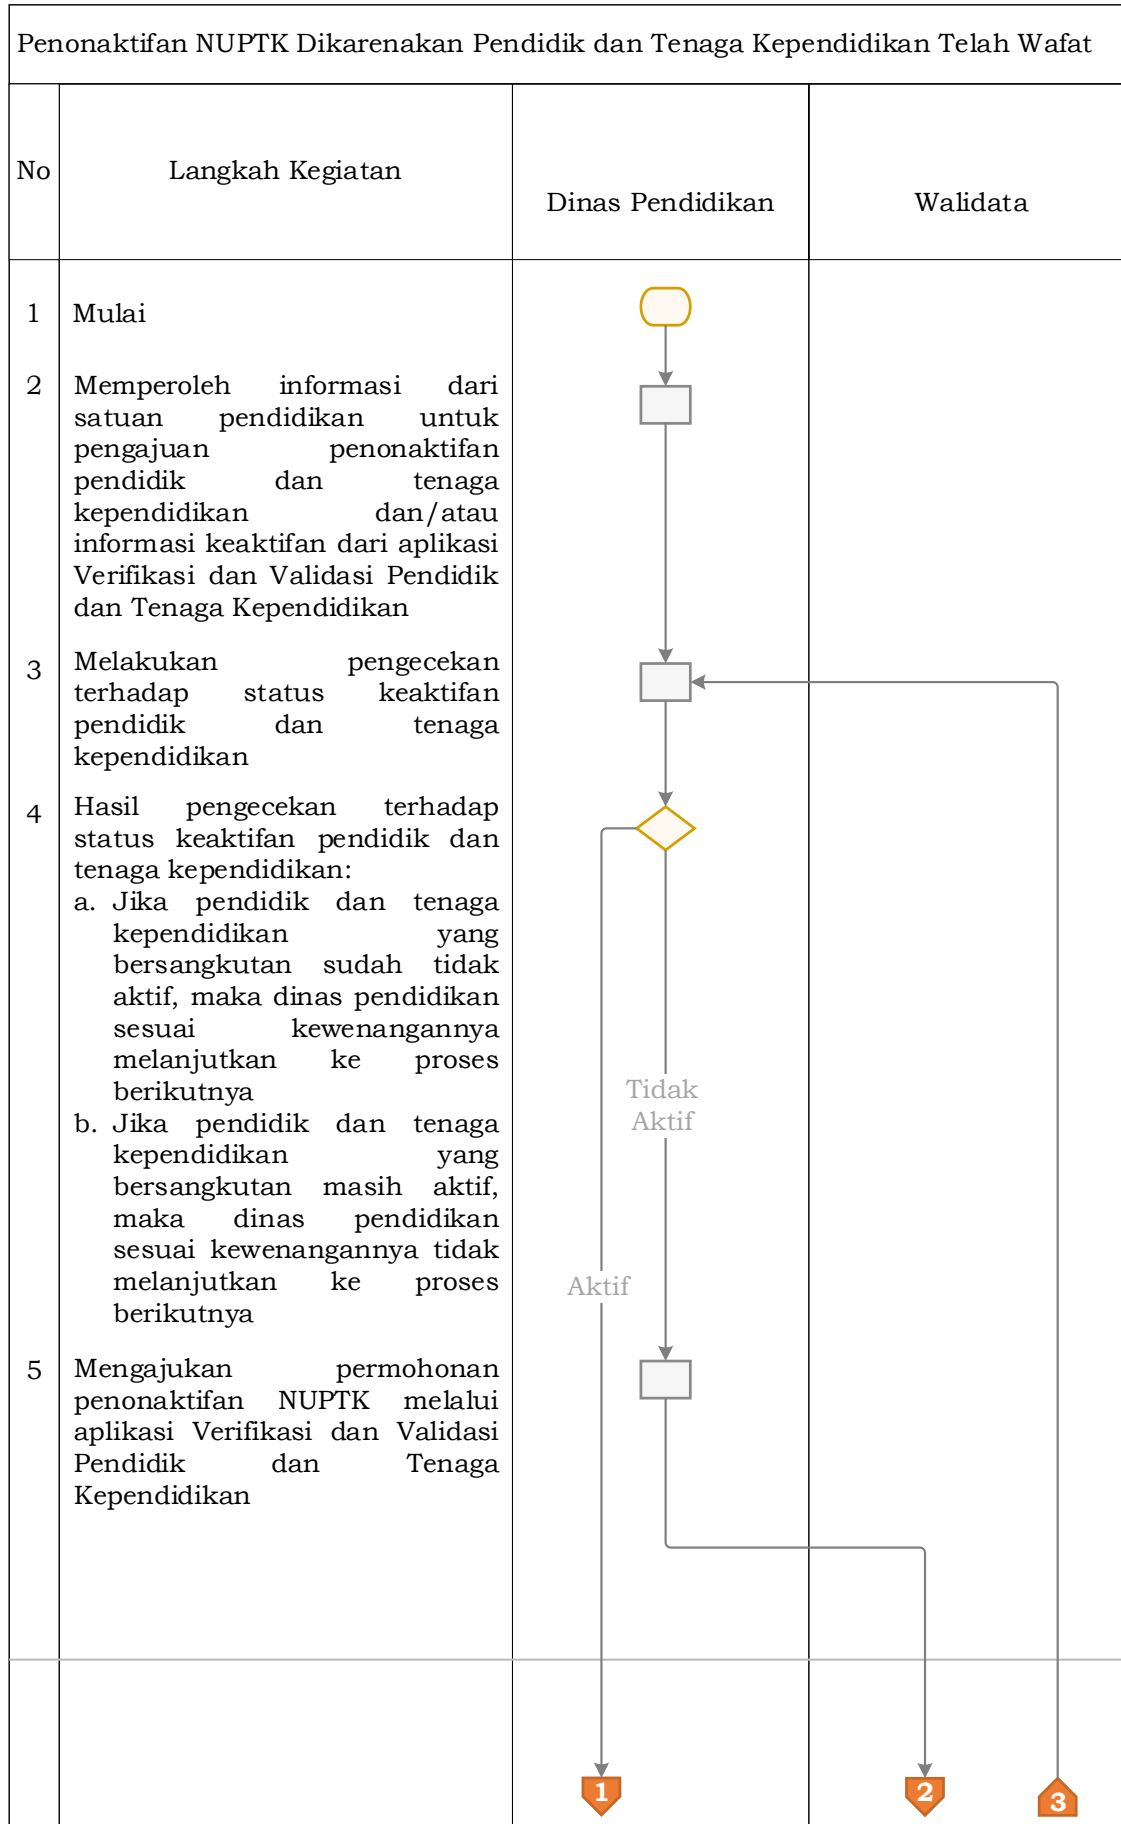 Penonaktifan NUPTK Dikarenakan Pendidik dan Tenaga Kependidikan Telah Wafat
No
Langkah Kegiatan
Dinas Pendidikan
Walidata
1
Mulai
2
Memperoleh informasi dari
satuan pendidikan untuk
pengajuan penonaktifan
pendidik dan tenaga
kependidikan dan/atau
informasi keaktifan dari aplikasi
Verifikasi dan Validasi Pendidik
dan Tenaga Kependidikan
3
Melakukan pengecekan
terhadap status keaktifan
pendidik dan tenaga
kependidikan
4
Hasil pengecekan terhadap
status keaktifan pendidik dan
tenaga kependidikan:
a. Jika pendidik dan tenaga
kependidikan yang
bersangkutan sudah tidak
aktif, maka dinas pendidikan
sesuai kewenangannya
melanjutkan ke proses
berikutnya
b. Jika pendidik dan tenaga
kependidikan yang
bersangkutan masih aktif,
maka dinas pendidikan
sesuai kewenangannya tidak
melanjutkan ke proses
berikutnya
Tidak
Aktif
Aktif
5
Mengajukan permohonan
penonaktifan NUPTK melalui
aplikasi Verifikasi dan Validasi
Pendidik dan Tenaga
Kependidikan
1
2
3